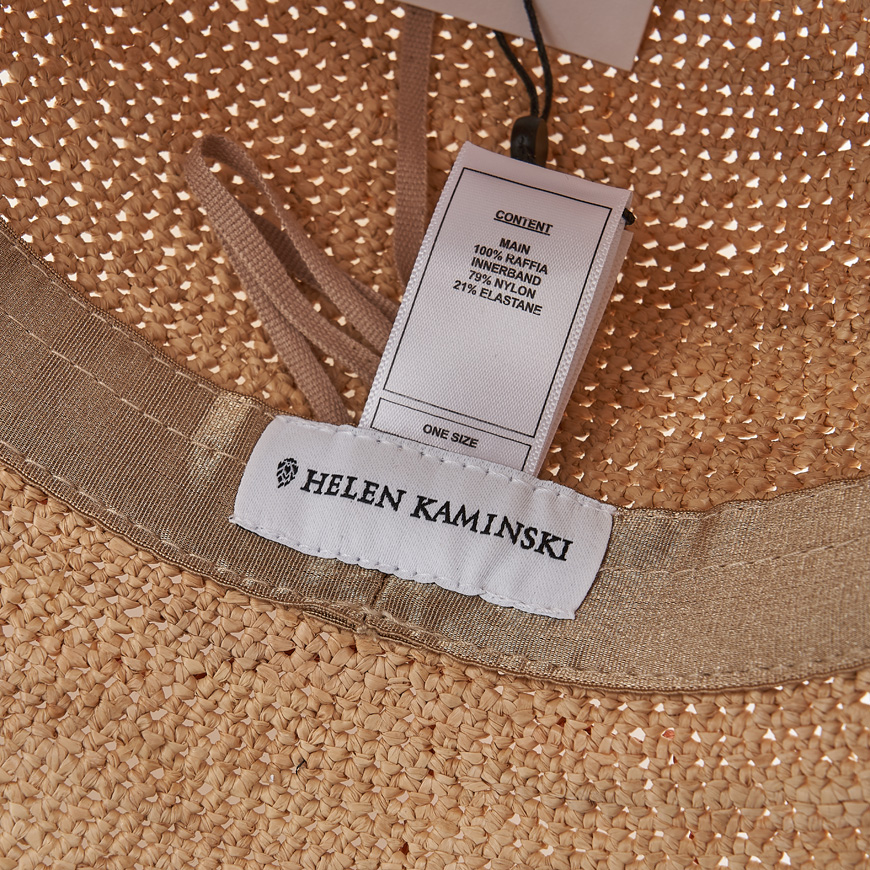 CONTENT
MAIN
100% RAFFIA
INNERBAND
79% NYLON
21% ELASTANE
ONE SIZE
HELEN KAMINSKI